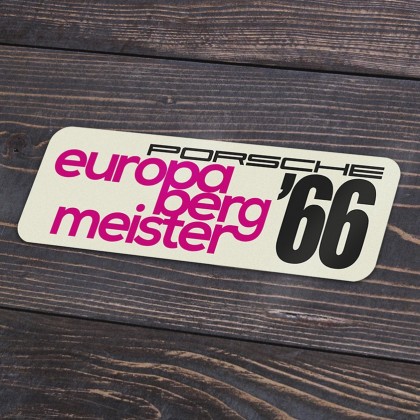 PORSCHE
europa
berg
meister
'66